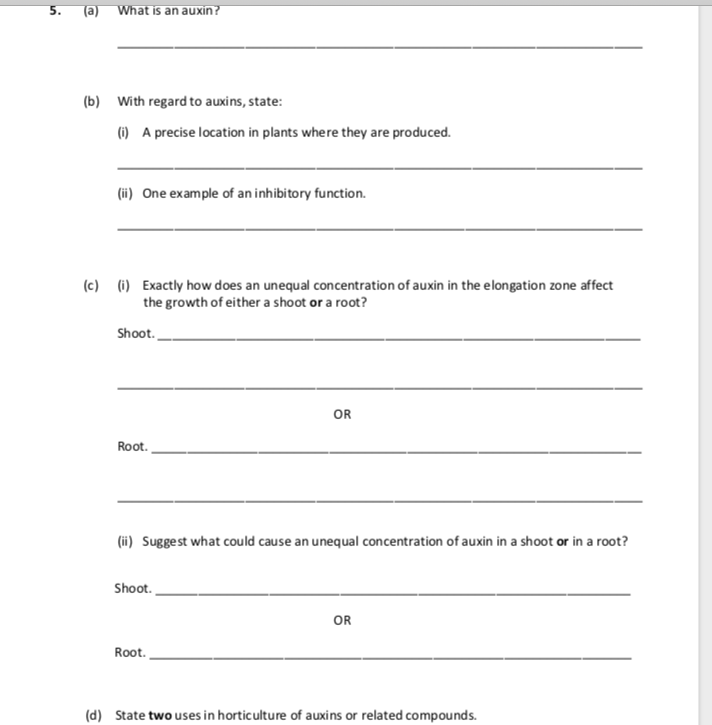 5. (a) What is an auxin?
(b) With regard to auxins, state:
(i) A precise location in plants where they are produced.
(ii) One example of an inhibitory function.
(c) (i) Exactly how does an unequal concentration of auxin in the elongation zone affect
the growth of either a shoot or a root?
Shoot.
OR
Root.
(ii) Suggest what could cause an unequal concentration of auxin in a shoot or in a root?
Shoot.
OR
Root.
(d) State two uses in horticulture of auxins or related compounds.